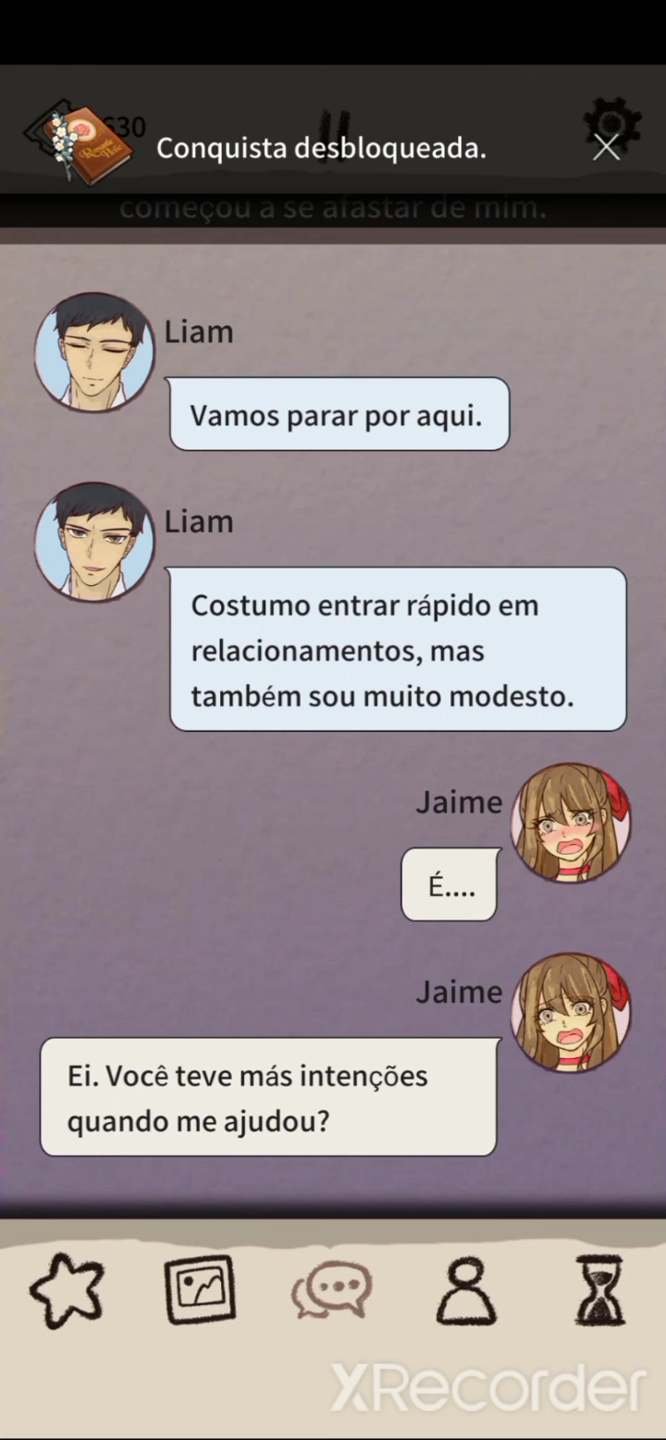 630
Conquista desbloqueada.
começou a se afastar de mim.
Liam
Vamos parar por aqui.
Liam
Costumo entrar rápido em
relacionamentos, mas
também sou muito modesto.
Jaime
É....
Jaime
Ei. Você teve más intenções
quando me ajudou?
XRecorder